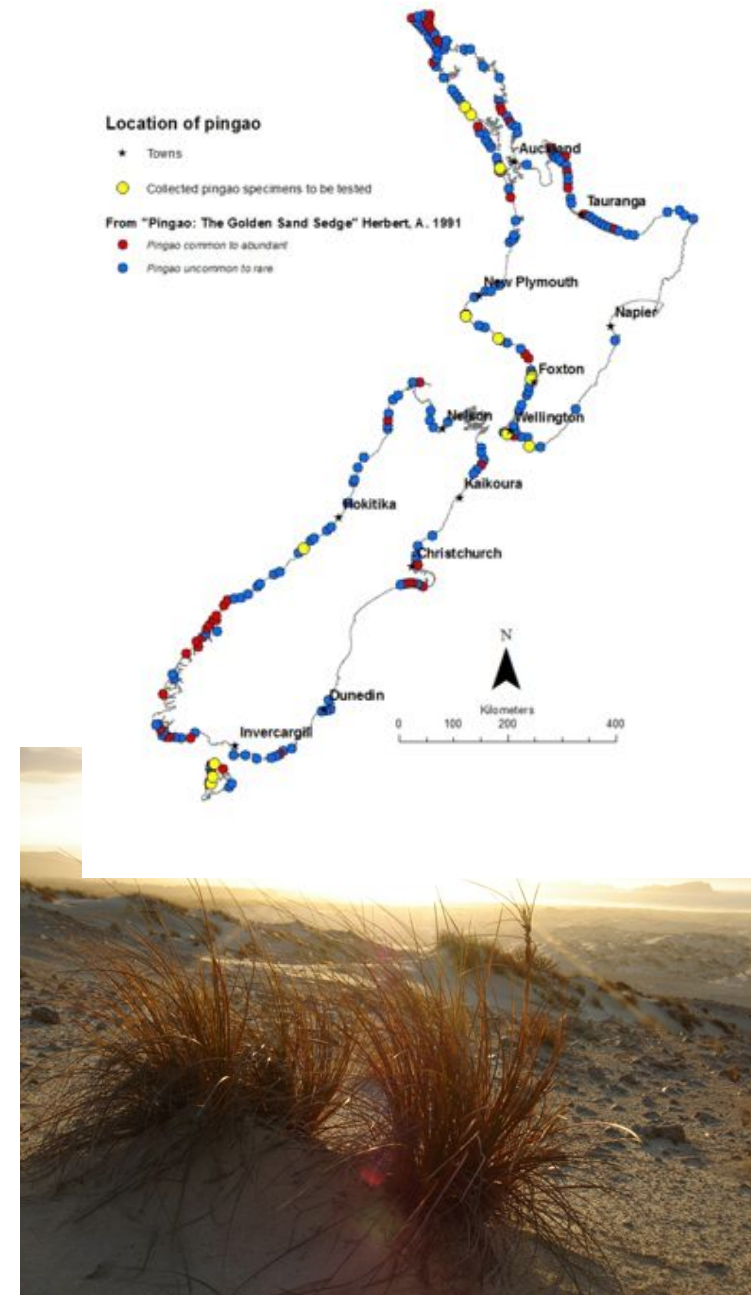 Location of pingao
Towns
Collected pingao specimens to be tested
From "Pingao: The Golden Sand Sedge" Herbert, A. 1991
Pingao common to abundant
Pingao uncommon to rare
Auckland
Tauranga
New Plymouth
Napier
Foxton
Wellington
Nelson
Kaikoura
Hokitika
Christchurch
N
Dunedin
Kilometers
Invercargill
0 100 200 400